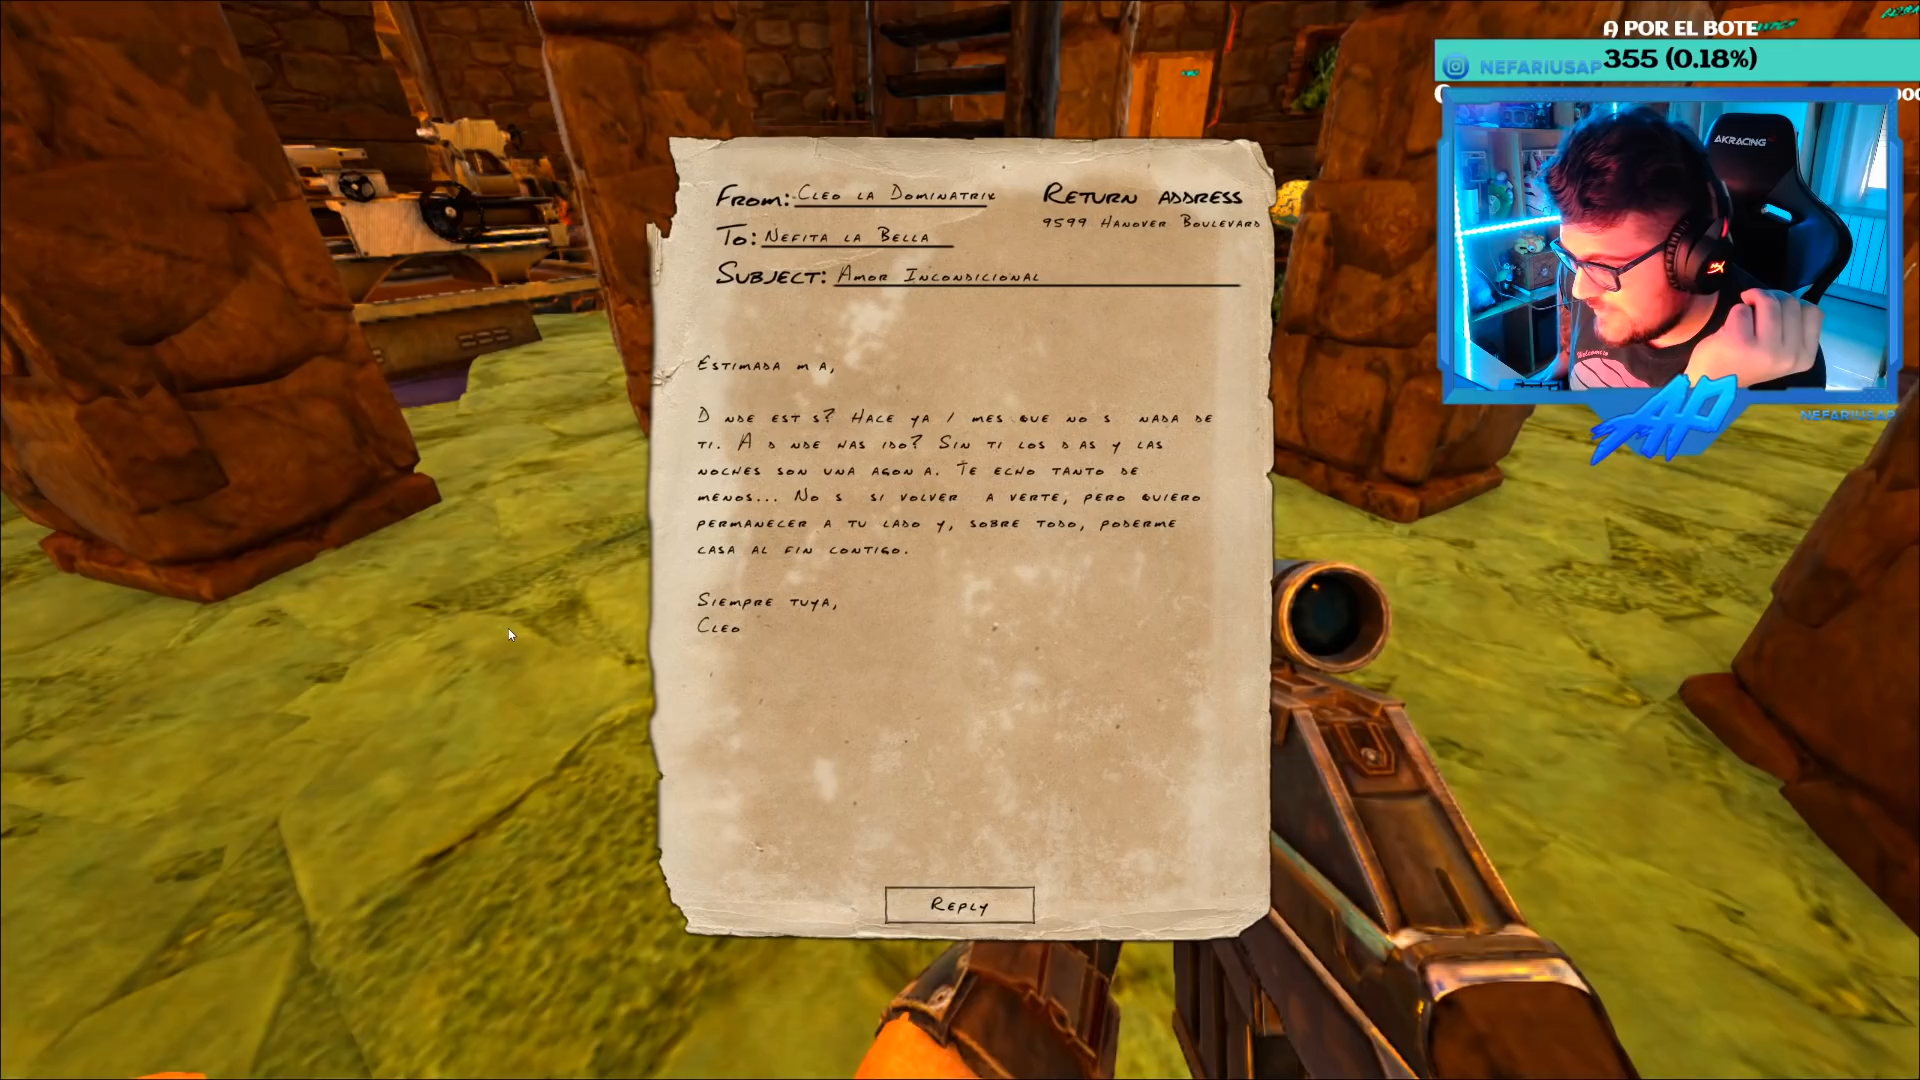 A POR EL BOTE
355 (0.18%)
NEFARIUSAP
AKRACING
From: Cleo la Dominatrix
Return address
9599 Hanover Boulevard
To: Nefita la Bella
Subject: Amor Incondicional
Estimada m a,
D nde est s? Hace ya 1 mes que no s nada de
ti. A d nde has ido? Sin ti los d as y las
noches son una agon a. Te echo tanto de
menos... No s si volver a verte, pero quiero
permanecer a tu lado y, sobre todo, poderme
casa al fin contigo.
Siempre tuya,
Cleo
Reply
Welcome to
AP
NEFARIUSAP